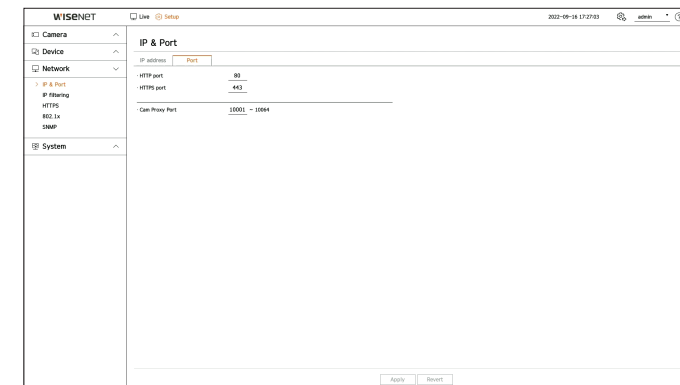 WISENET
Live Setup
2022-09-16 17:27:03
admin
Camera
Device
Network
IP & Port
IP filtering
HTTPS
802.1x
SNMP
System
IP & Port
IP address Port
· HTTP port 80
· HTTPS port 443
· Cam Proxy Port 10001 ~ 10064
Apply Revert